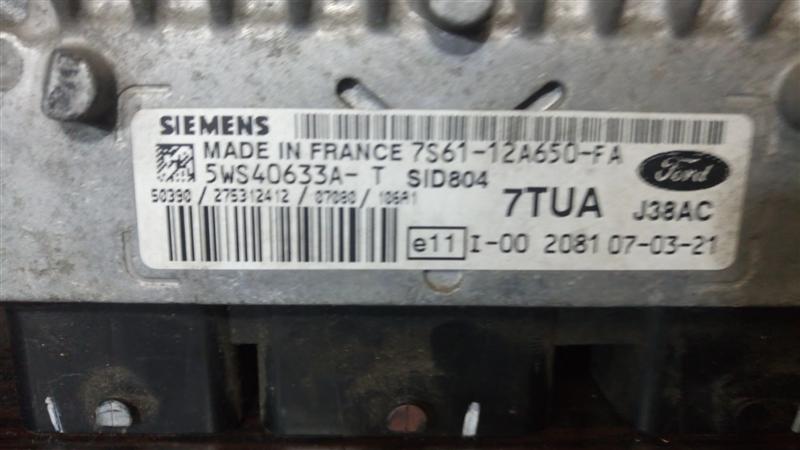 SIEMENS
MADE IN FRANCE 7S61-12A650-FA
5WS40633A- T SID804
50390 / 275312412 / 07080 / 106A1
Ford
7TUA J38AC
e11 I-00 2081 07-03-21